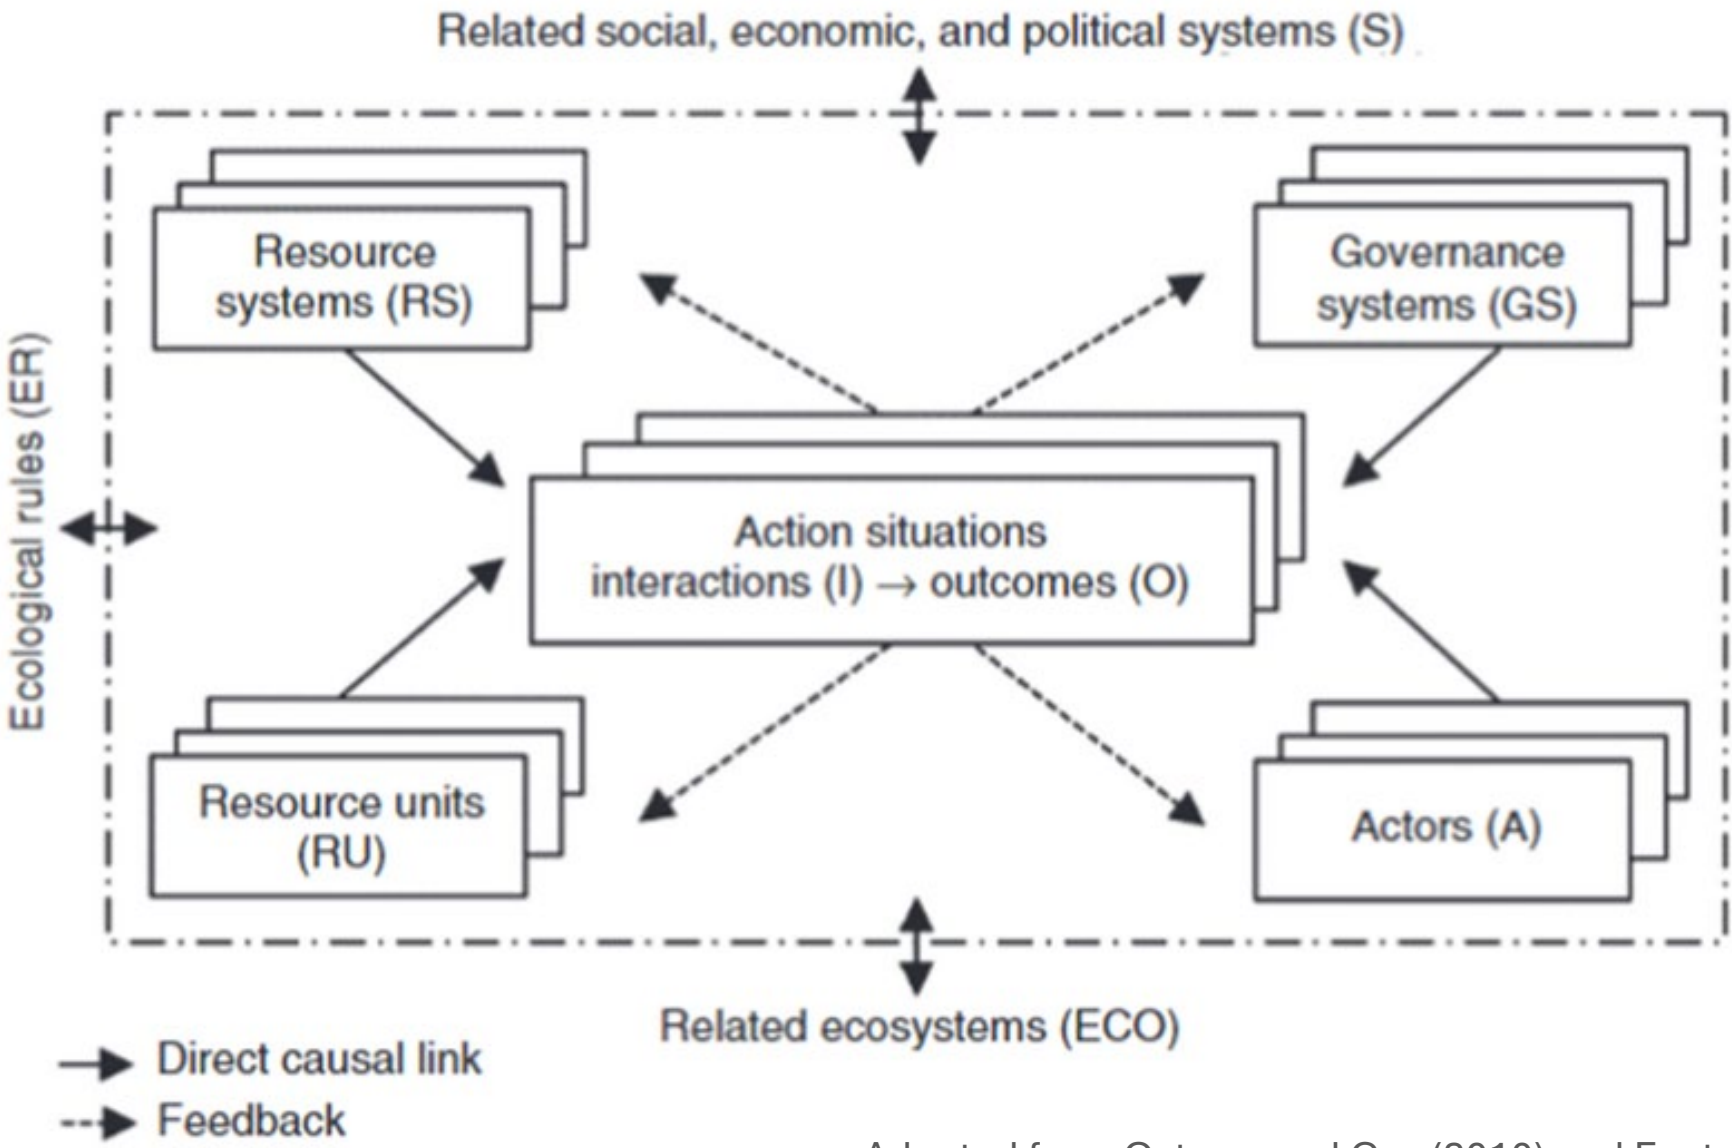 Related social, economic, and political systems (S)
Resource
systems (RS)
Governance
systems (GS)
Ecological rules (ER)
Action situations
interactions (I) → outcomes (O)
Resource units
(RU)
Actors (A)
Related ecosystems (ECO)
Direct causal link
Feedback